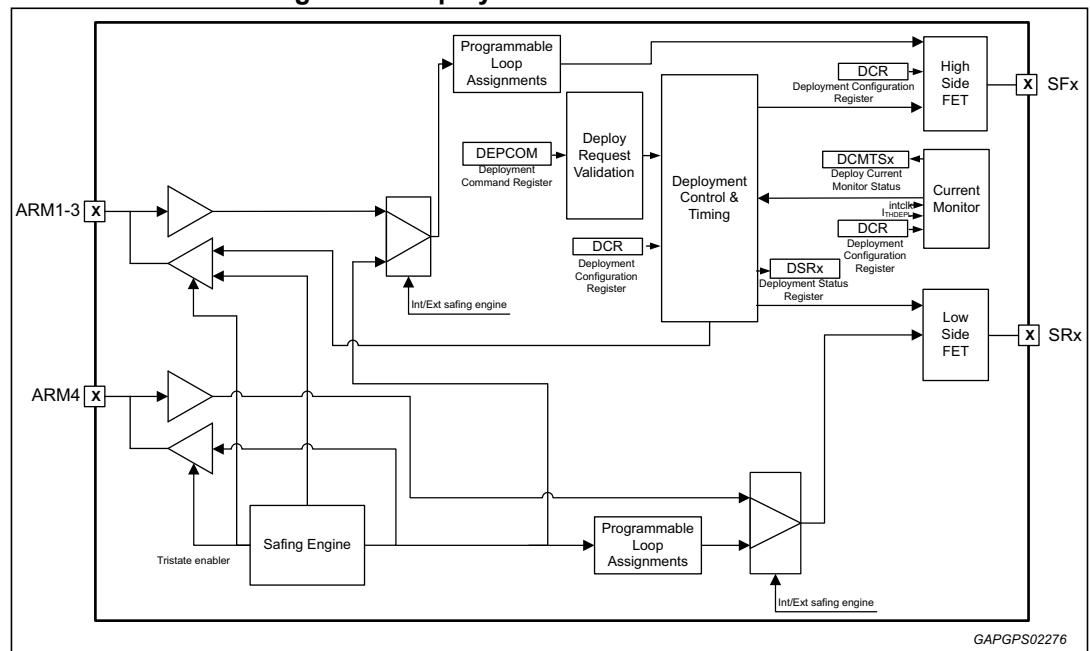 Programmable
Loop
Assignments
DCR
Deployment Configuration
Register
High
Side
FET
X
SFx
DEPCOM
Deployment
Command Register
Deploy
Request
Validation
Deployment
Control &
Timing
DCMTSx
Deploy Current
Monitor Status
intclk
ITHDEPL
Current
Monitor
DCR
Deployment
Configuration
Register
ARM1-3
X
DCR
Deployment
Configuration
Register
DSRx
Deployment Status
Register
Int/Ext safing engine
Low
Side
FET
X
SRx
ARM4
X
Safing Engine
Tristate enabler
Programmable
Loop
Assignments
Int/Ext safing engine
GAPGPS02276